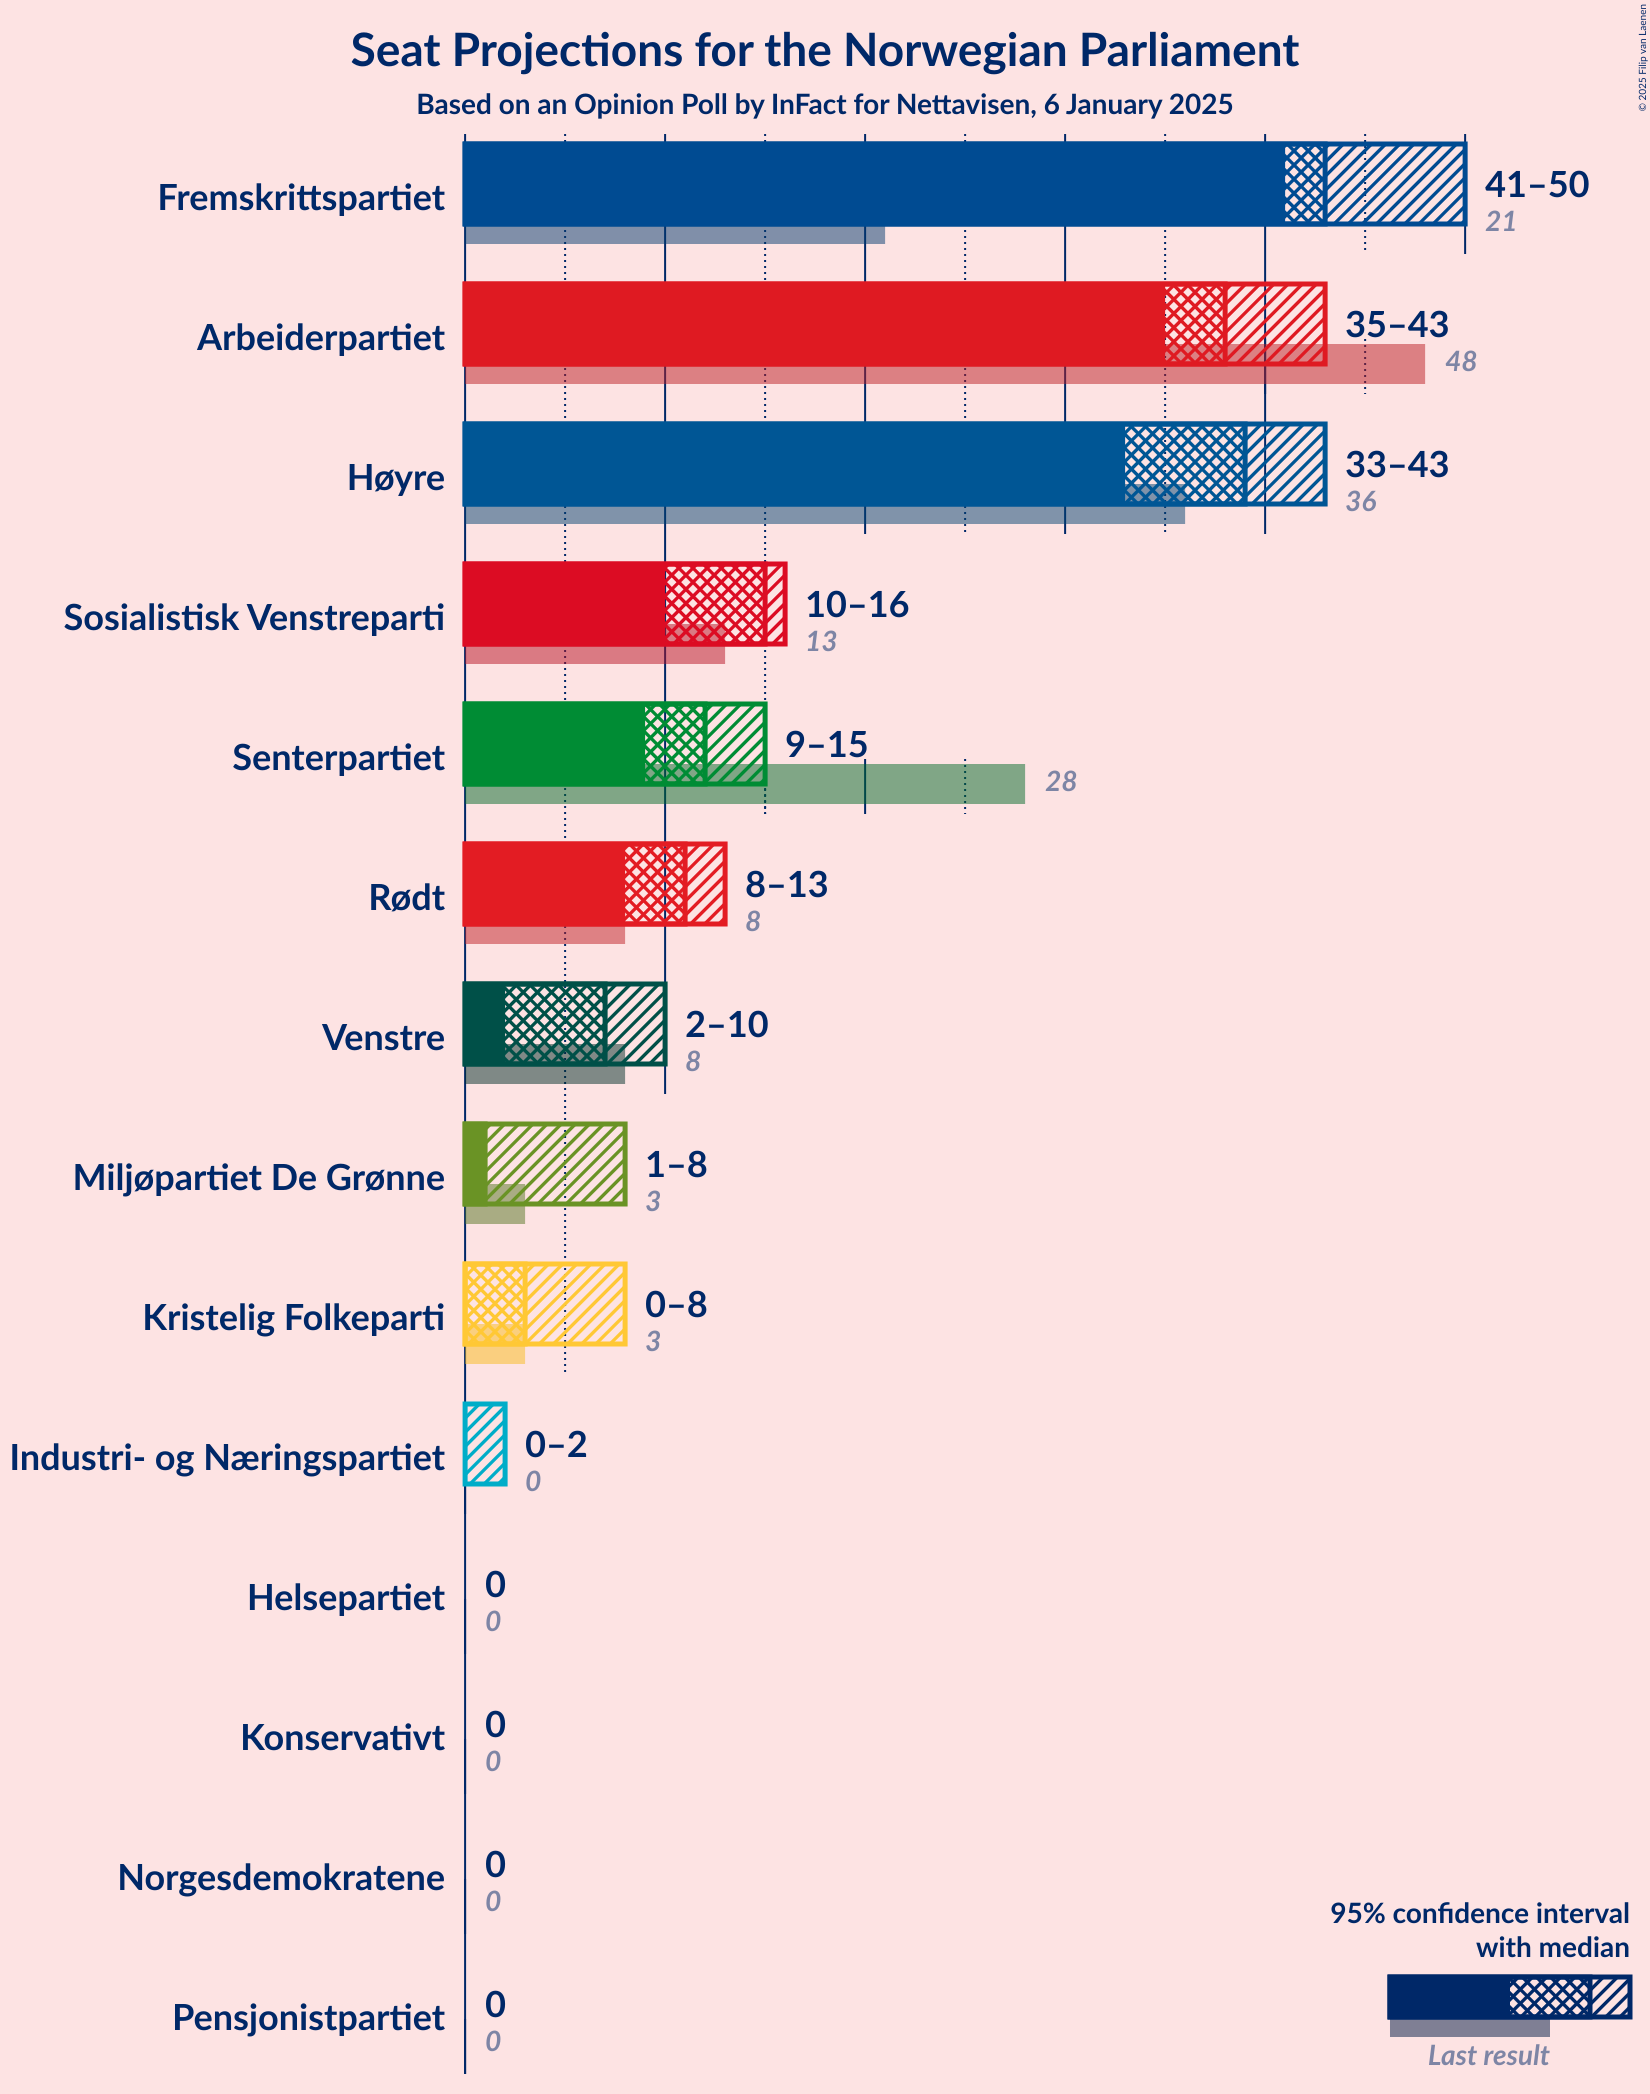 Seat Projections for the Norwegian Parliament
Based on an Opinion Poll by InFact for Nettavisen, 6 January 2025
© 2025 Filip van Laenen
Fremskrittspartiet
41–50
21
Arbeiderpartiet
35–43
48
Høyre
33–43
36
Sosialistisk Venstreparti
10–16
13
Senterpartiet
9–15
28
Rødt
8–13
8
Venstre
2–10
8
Miljøpartiet De Grønne
1–8
3
Kristelig Folkeparti
0–8
3
Industri- og Næringspartiet
0–2
0
Helsepartiet
0
0
Konservativt
0
0
Norgesdemokratene
0
0
Pensjonistpartiet
0
0
95% confidence interval
with median
Last result